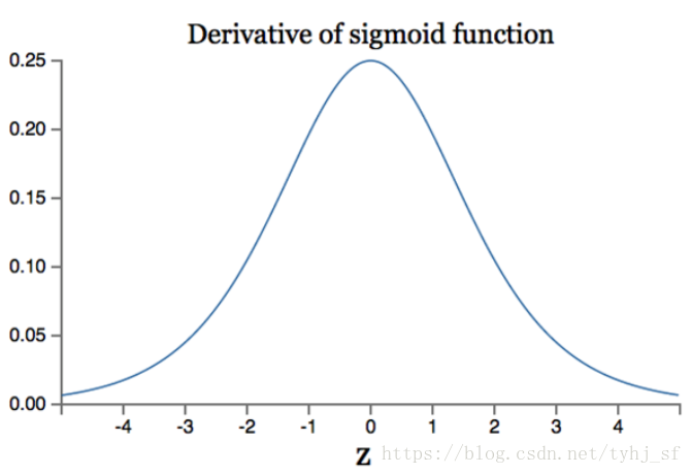 Derivative of sigmoid function
0.25
0.20
0.15
0.10
0.05
0.00
-4 -3 -2 -1 0 1 2 3 4
Z
https://blog.csdn.net/tyhj_sf